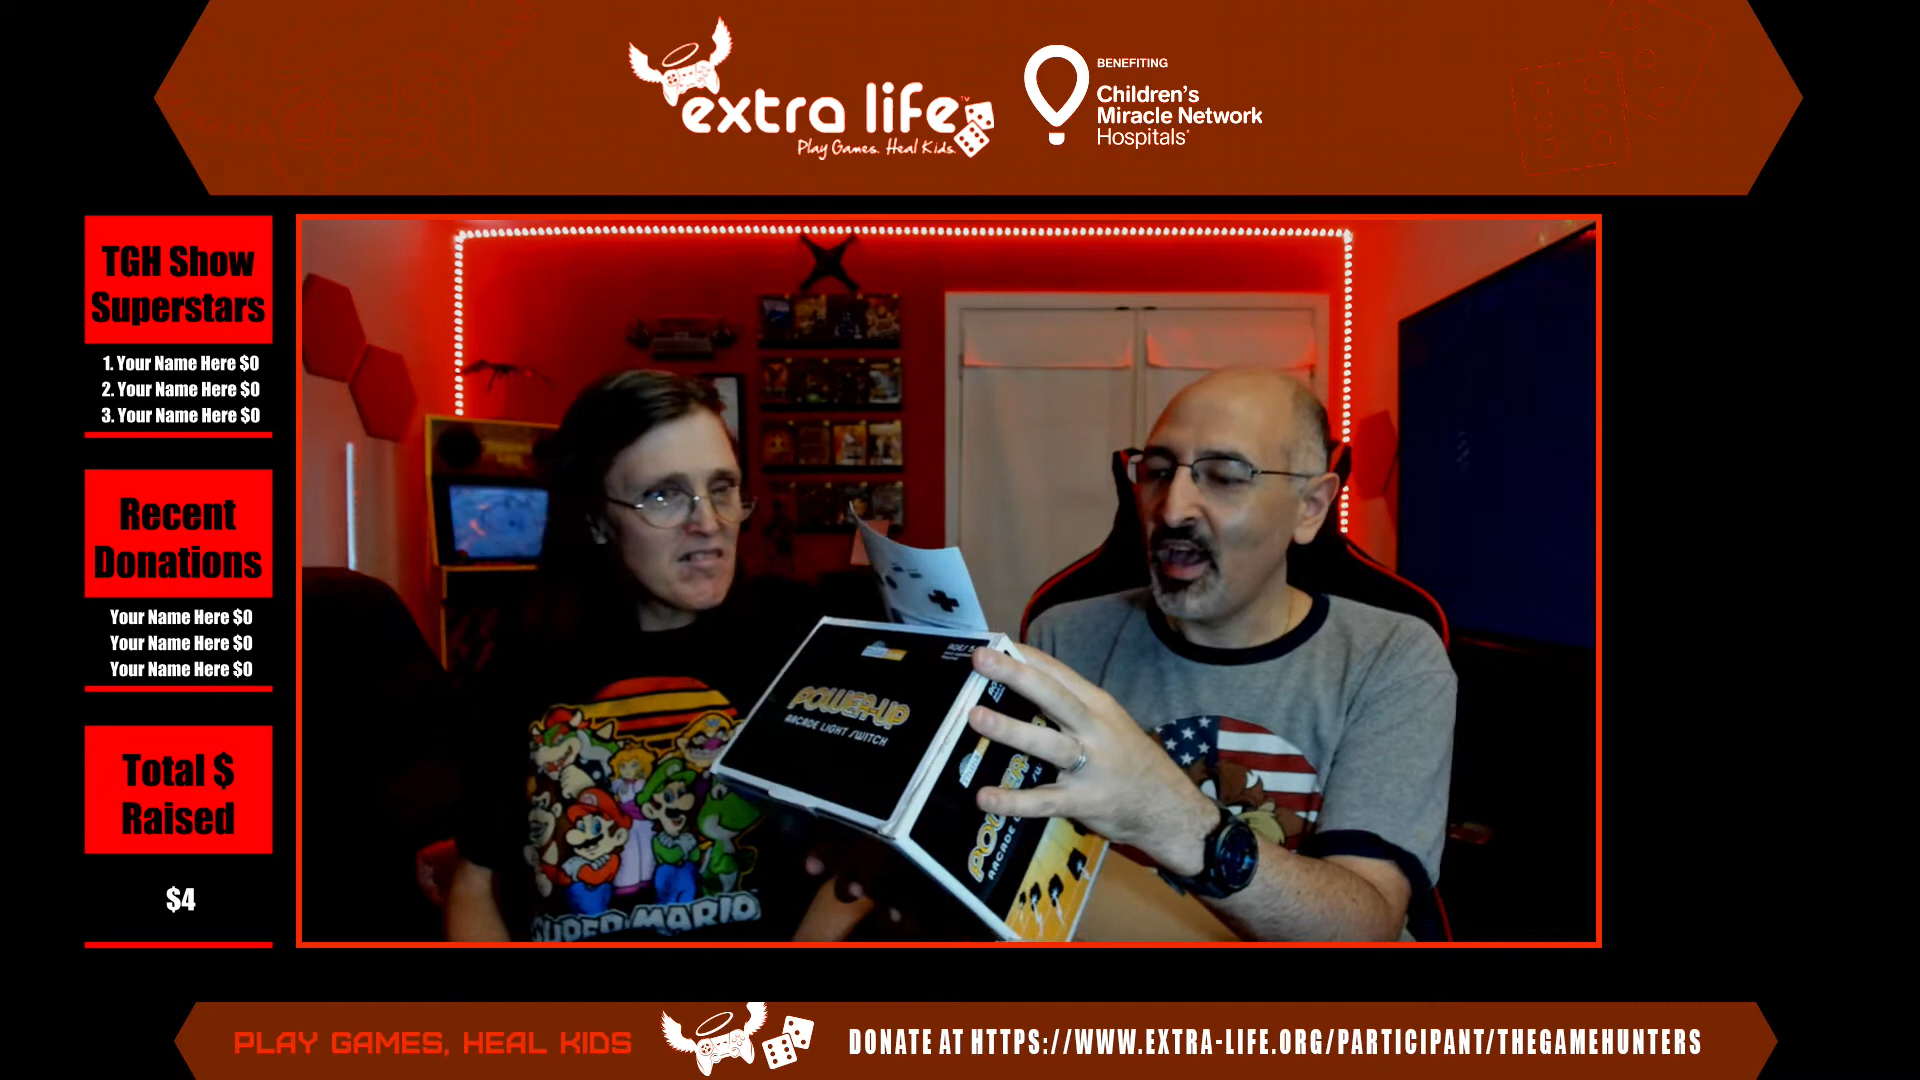 extra life™
Play Games. Heal Kids.
BENEFITING
Children's
Miracle Network
Hospitals
TGH Show
Superstars
1. Your Name Here $0
2. Your Name Here $0
3. Your Name Here $0
Recent
Donations
Your Name Here $0
Your Name Here $0
Your Name Here $0
Total $
Raised
$4
POWER-UP
ARCADE LIGHT SWITCH
SUPER MARIO
PLAY GAMES, HEAL KIDS
DONATE AT HTTPS://WWW.EXTRA-LIFE.ORG/PARTICIPANT/THEGAMEHUNTERS